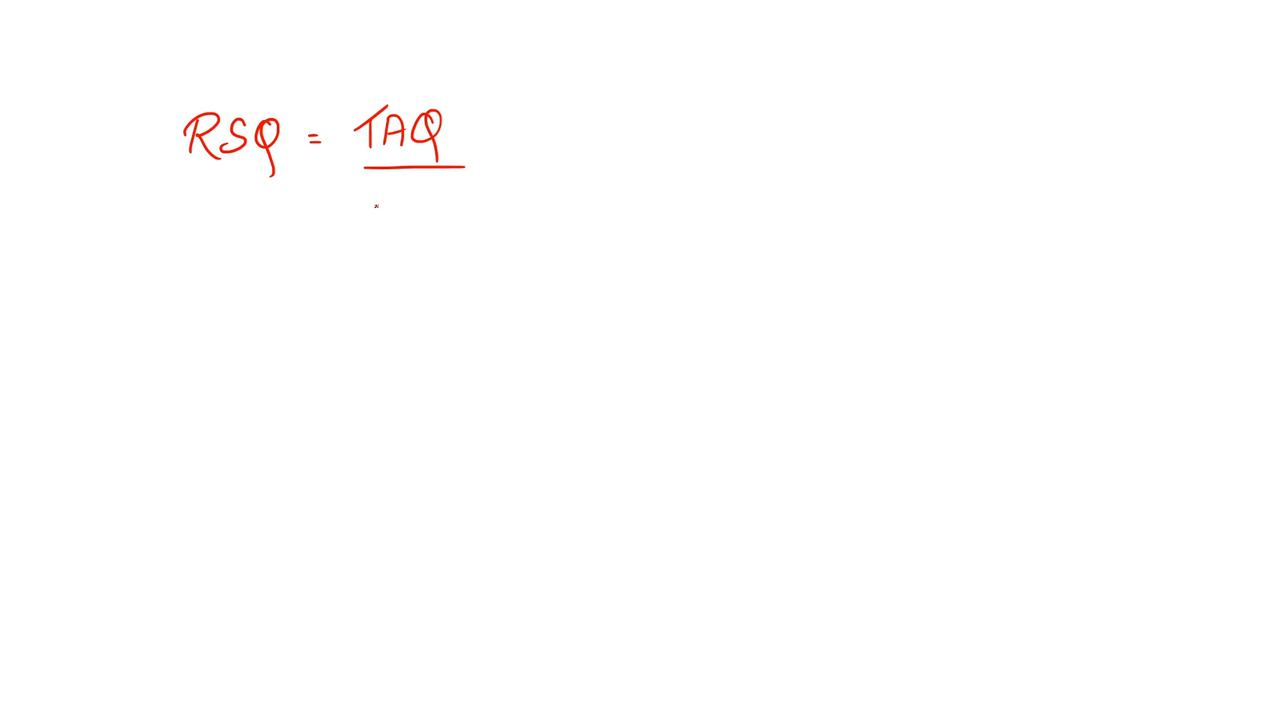 RSQ = TAQ